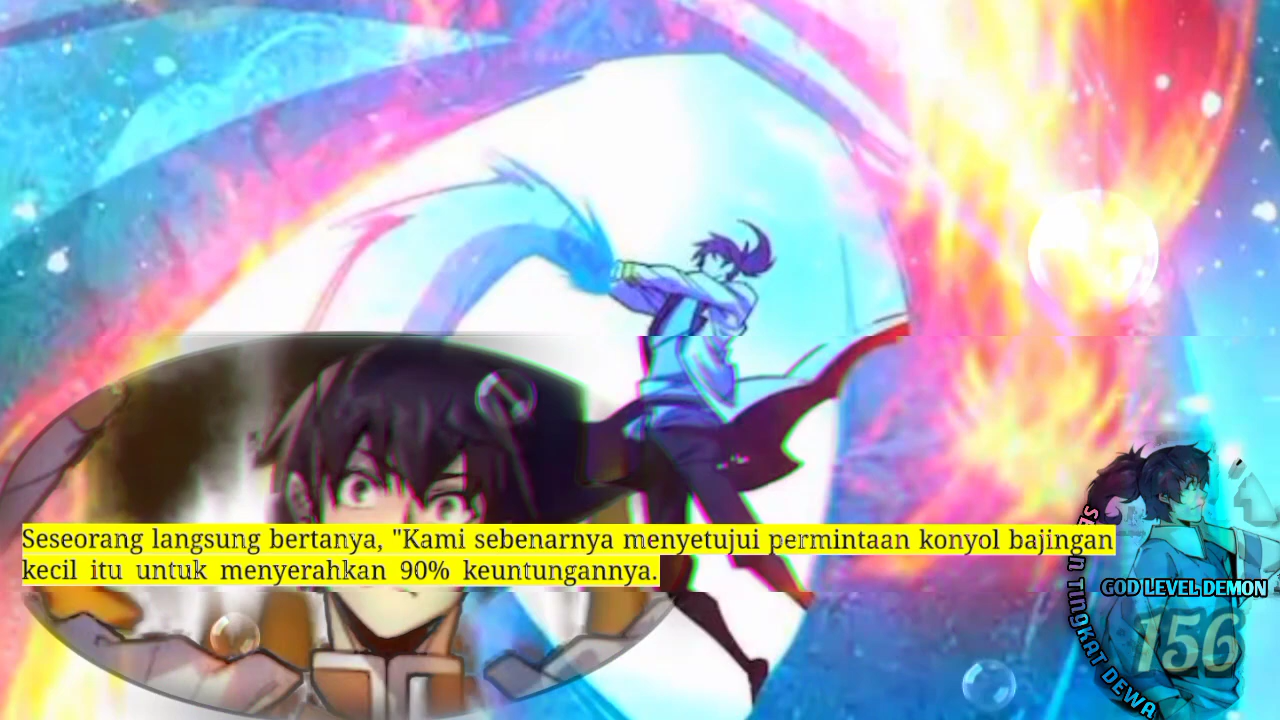 Seseorang langsung bertanya, "Kami sebenarnya menyetujui permintaan konyol bajingan
kecil itu untuk menyerahkan 90% keuntungannya.
GOD LEVEL DEMON
156
TINGKAT DEWA